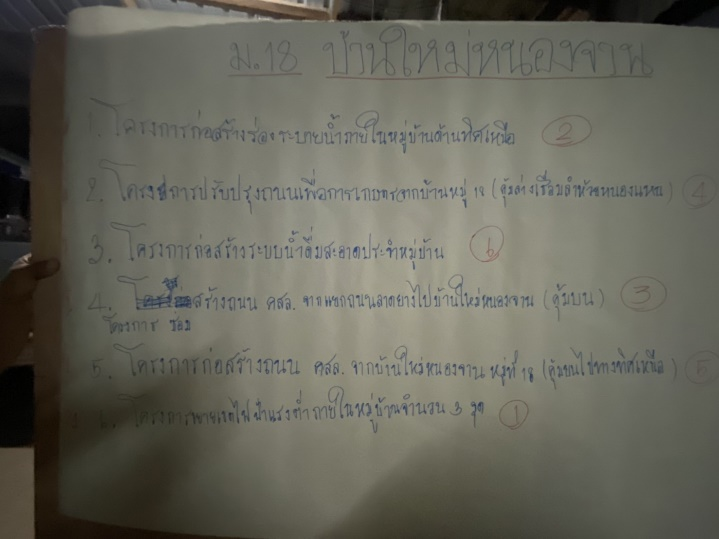 ม.18 บ้านใหม่หนองจาน
1. โครงการก่อสร้างร่องระบายน้ำภายในหมู่บ้านด้านทิศเหนือ 2
2. โครงการปรับปรุงถนนเพื่อการเกษตรจากบ้านหมู่ 18 (คุ้มล่างเชื่อมลำห้วยหนองแหน) 4
3. โครงการก่อสร้างระบบน้ำดื่มสะอาดประจำหมู่บ้าน 6
4. สร้างถนน คสล. จากแยกถนนลาดยางไปบ้านใหม่หนองจาน (คุ้มบน) 3
โครงการ ซ่อม
5. โครงการก่อสร้างถนน คสล. จากบ้านใหม่หนองจาน หมู่ที่ 18 (คุ้มบนไปทางทิศเหนือ) 5
6. โครงการขยายเขตไฟฟ้าแรงต่ำภายในหมู่บ้านจำนวน 3 จุด 1